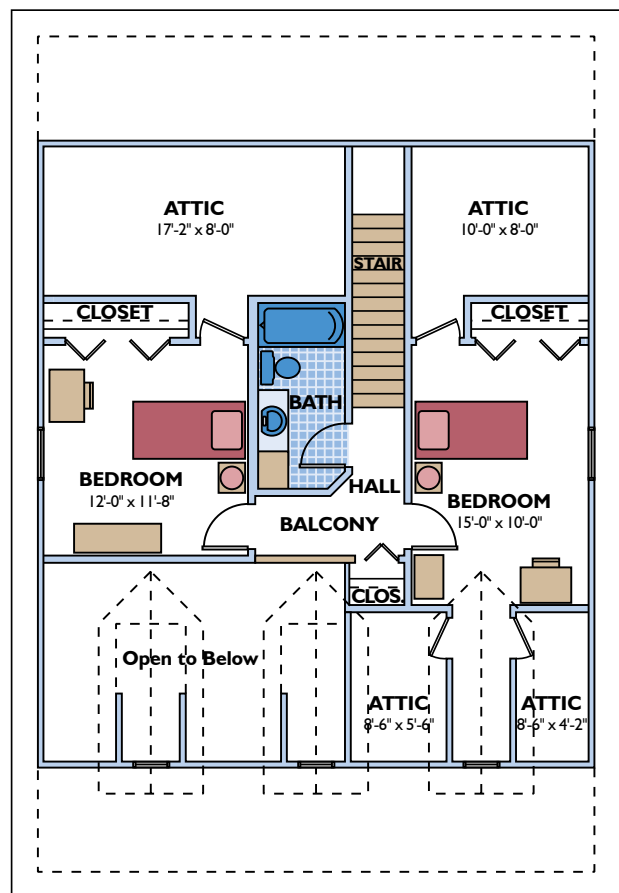 ATTIC
17'-2" x 8'-0"
ATTIC
10'-0" x 8'-0"
STAIR
CLOSET
CLOSET
BATH
BEDROOM
12'-0" x 11'-8"
HALL
BEDROOM
15'-0" x 10'-0"
BALCONY
CLOS.
Open to Below
ATTIC
8'-6" x 5'-6"
ATTIC
8'-6" x 4'-2"